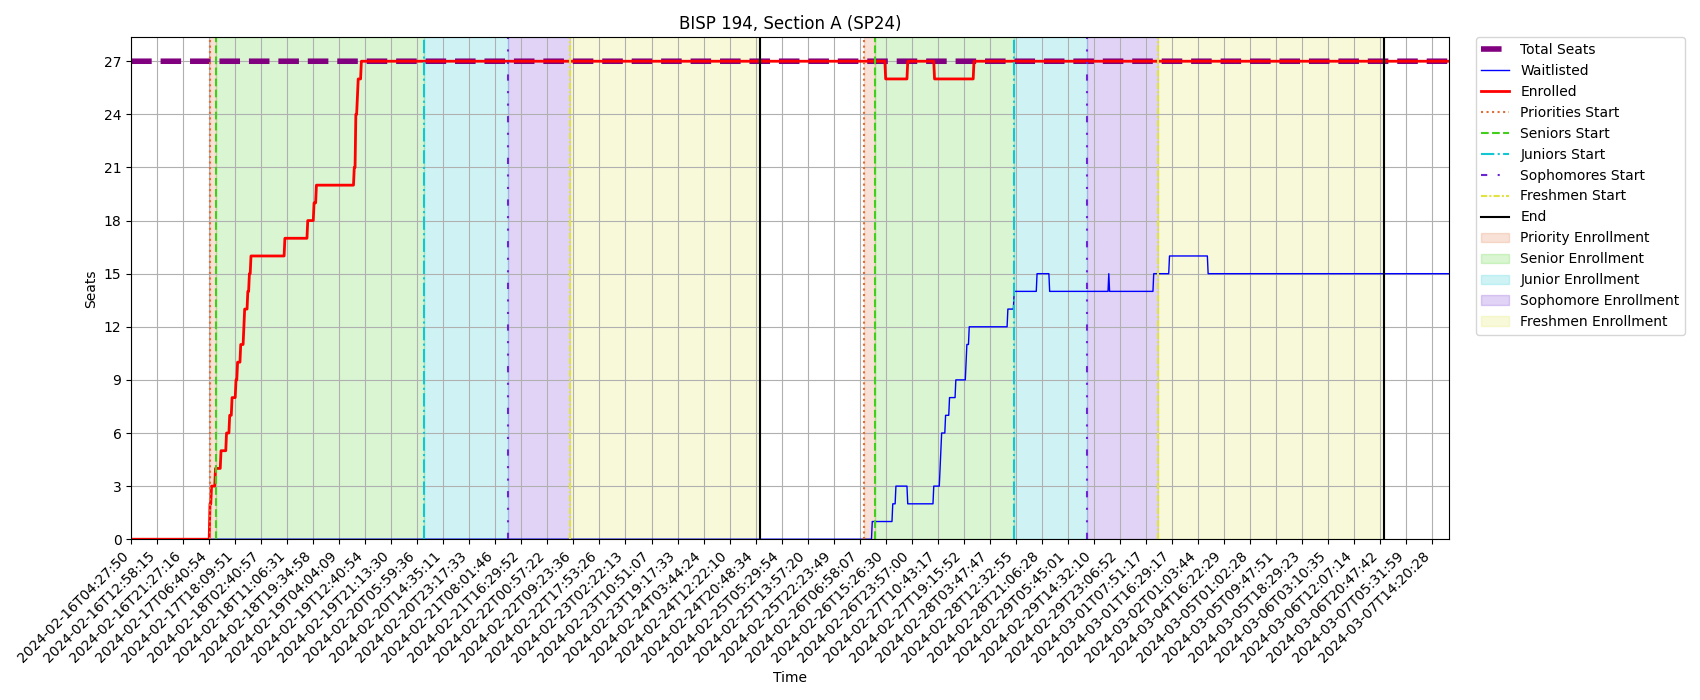 BISP 194, Section A (SP24)
Seats
27
24
21
18
15
12
9
6
3
0
2024-02-16T04:27:50
2024-02-16T12:58:15
2024-02-16T21:27:16
2024-02-17T06:40:54
2024-02-17T18:09:51
2024-02-18T02:40:57
2024-02-18T11:06:31
2024-02-18T19:34:58
2024-02-19T04:04:09
2024-02-19T12:40:54
2024-02-19T21:13:30
2024-02-20T05:59:36
2024-02-20T14:35:11
2024-02-20T23:17:33
2024-02-21T08:01:46
2024-02-21T16:29:52
2024-02-22T00:57:22
2024-02-22T09:23:36
2024-02-22T17:53:26
2024-02-23T02:22:13
2024-02-23T10:51:07
2024-02-23T19:17:33
2024-02-24T03:44:24
2024-02-24T12:22:10
2024-02-24T20:48:34
2024-02-25T05:29:54
2024-02-25T13:57:20
2024-02-25T22:23:49
2024-02-26T06:58:07
2024-02-26T15:26:30
2024-02-26T23:57:00
2024-02-27T10:43:17
2024-02-27T19:15:52
2024-02-28T03:47:47
2024-02-28T12:32:55
2024-02-28T21:06:28
2024-02-29T05:45:01
2024-02-29T14:32:10
2024-02-29T23:06:52
2024-03-01T07:51:17
2024-03-01T16:29:17
2024-03-02T01:03:44
2024-03-04T16:22:29
2024-03-05T01:02:28
2024-03-05T09:47:51
2024-03-05T18:29:23
2024-03-06T03:10:35
2024-03-06T12:07:14
2024-03-06T20:47:42
2024-03-07T05:31:59
2024-03-07T14:20:28
Time
Total Seats
Waitlisted
Enrolled
Priorities Start
Seniors Start
Juniors Start
Sophomores Start
Freshmen Start
End
Priority Enrollment
Senior Enrollment
Junior Enrollment
Sophomore Enrollment
Freshmen Enrollment